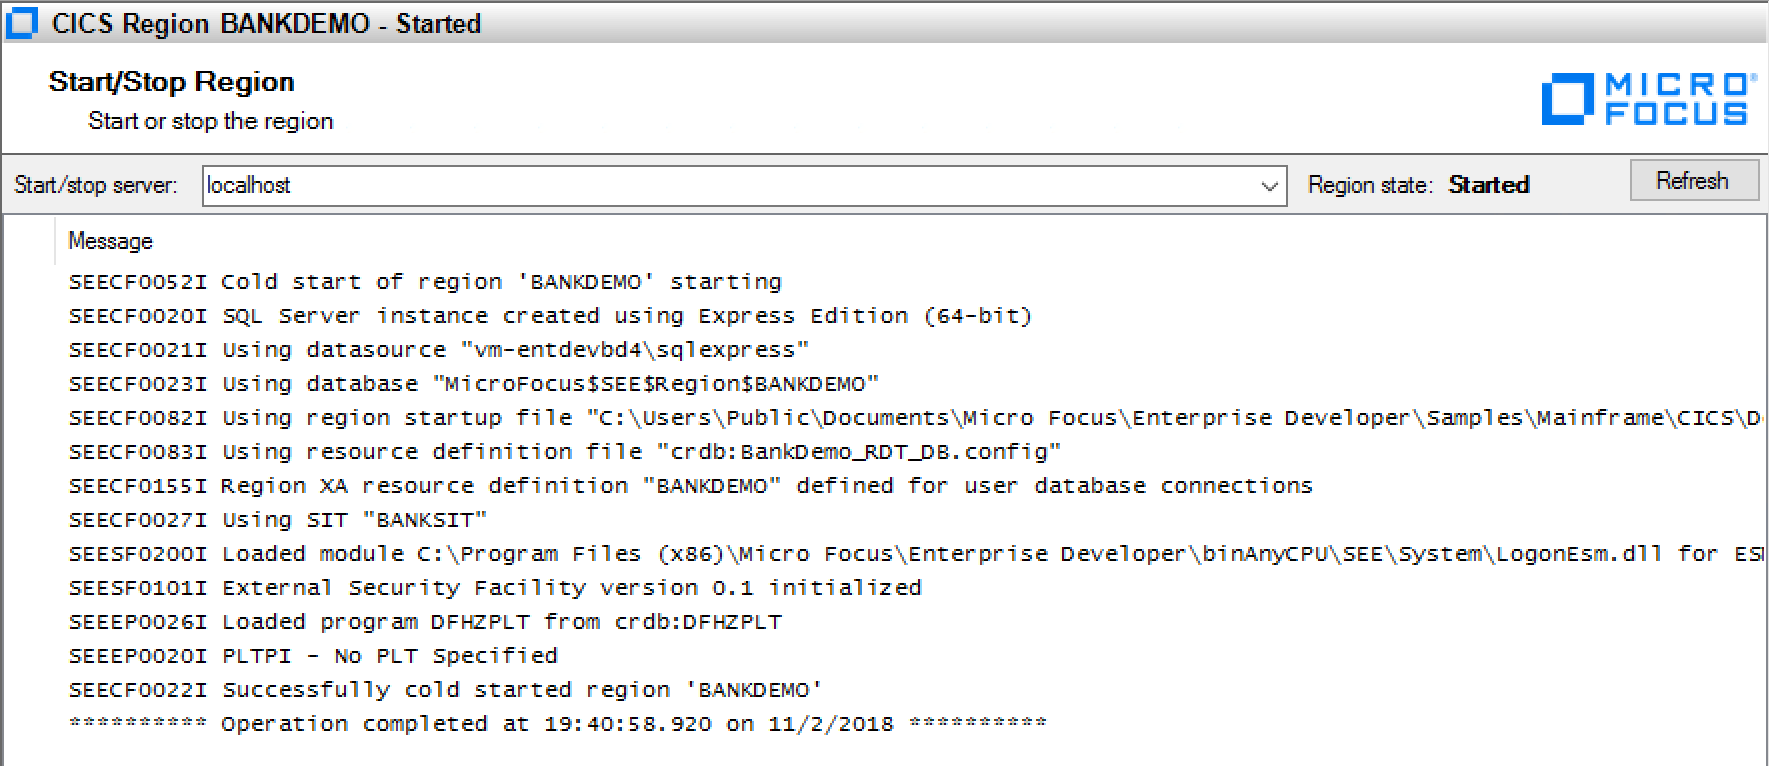 CICS Region BANKDEMO - Started
Start/Stop Region
Start or stop the region
MICRO
FOCUS
Start/stop server: localhost Region state: Started Refresh
Message
SEECF0052I Cold start of region 'BANKDEMO' starting
SEECF0020I SQL Server instance created using Express Edition (64-bit)
SEECF0021I Using datasource "vm-entdevbd4\sqlexpress"
SEECF0023I Using database "MicroFocus$SEE$Region$BANKDEMO"
SEECF0082I Using region startup file "C:\Users\Public\Documents\Micro Focus\Enterprise Developer\Samples\Mainframe\CICS\D
SEECF0083I Using resource definition file "crdb:BankDemo_RDT_DB.config"
SEECF0155I Region XA resource definition "BANKDEMO" defined for user database connections
SEECF0027I Using SIT "BANKSIT"
SEESF0200I Loaded module C:\Program Files (x86)\Micro Focus\Enterprise Developer\binAnyCPU\SEE\System\LogonEsm.dll for ES
SEESF0101I External Security Facility version 0.1 initialized
SEEEP0026I Loaded program DFHZPLT from crdb:DFHZPLT
SEEEP0020I PLTPI - No PLT Specified
SEECF0022I Successfully cold started region 'BANKDEMO'
********** Operation completed at 19:40:58.920 on 11/2/2018 **********